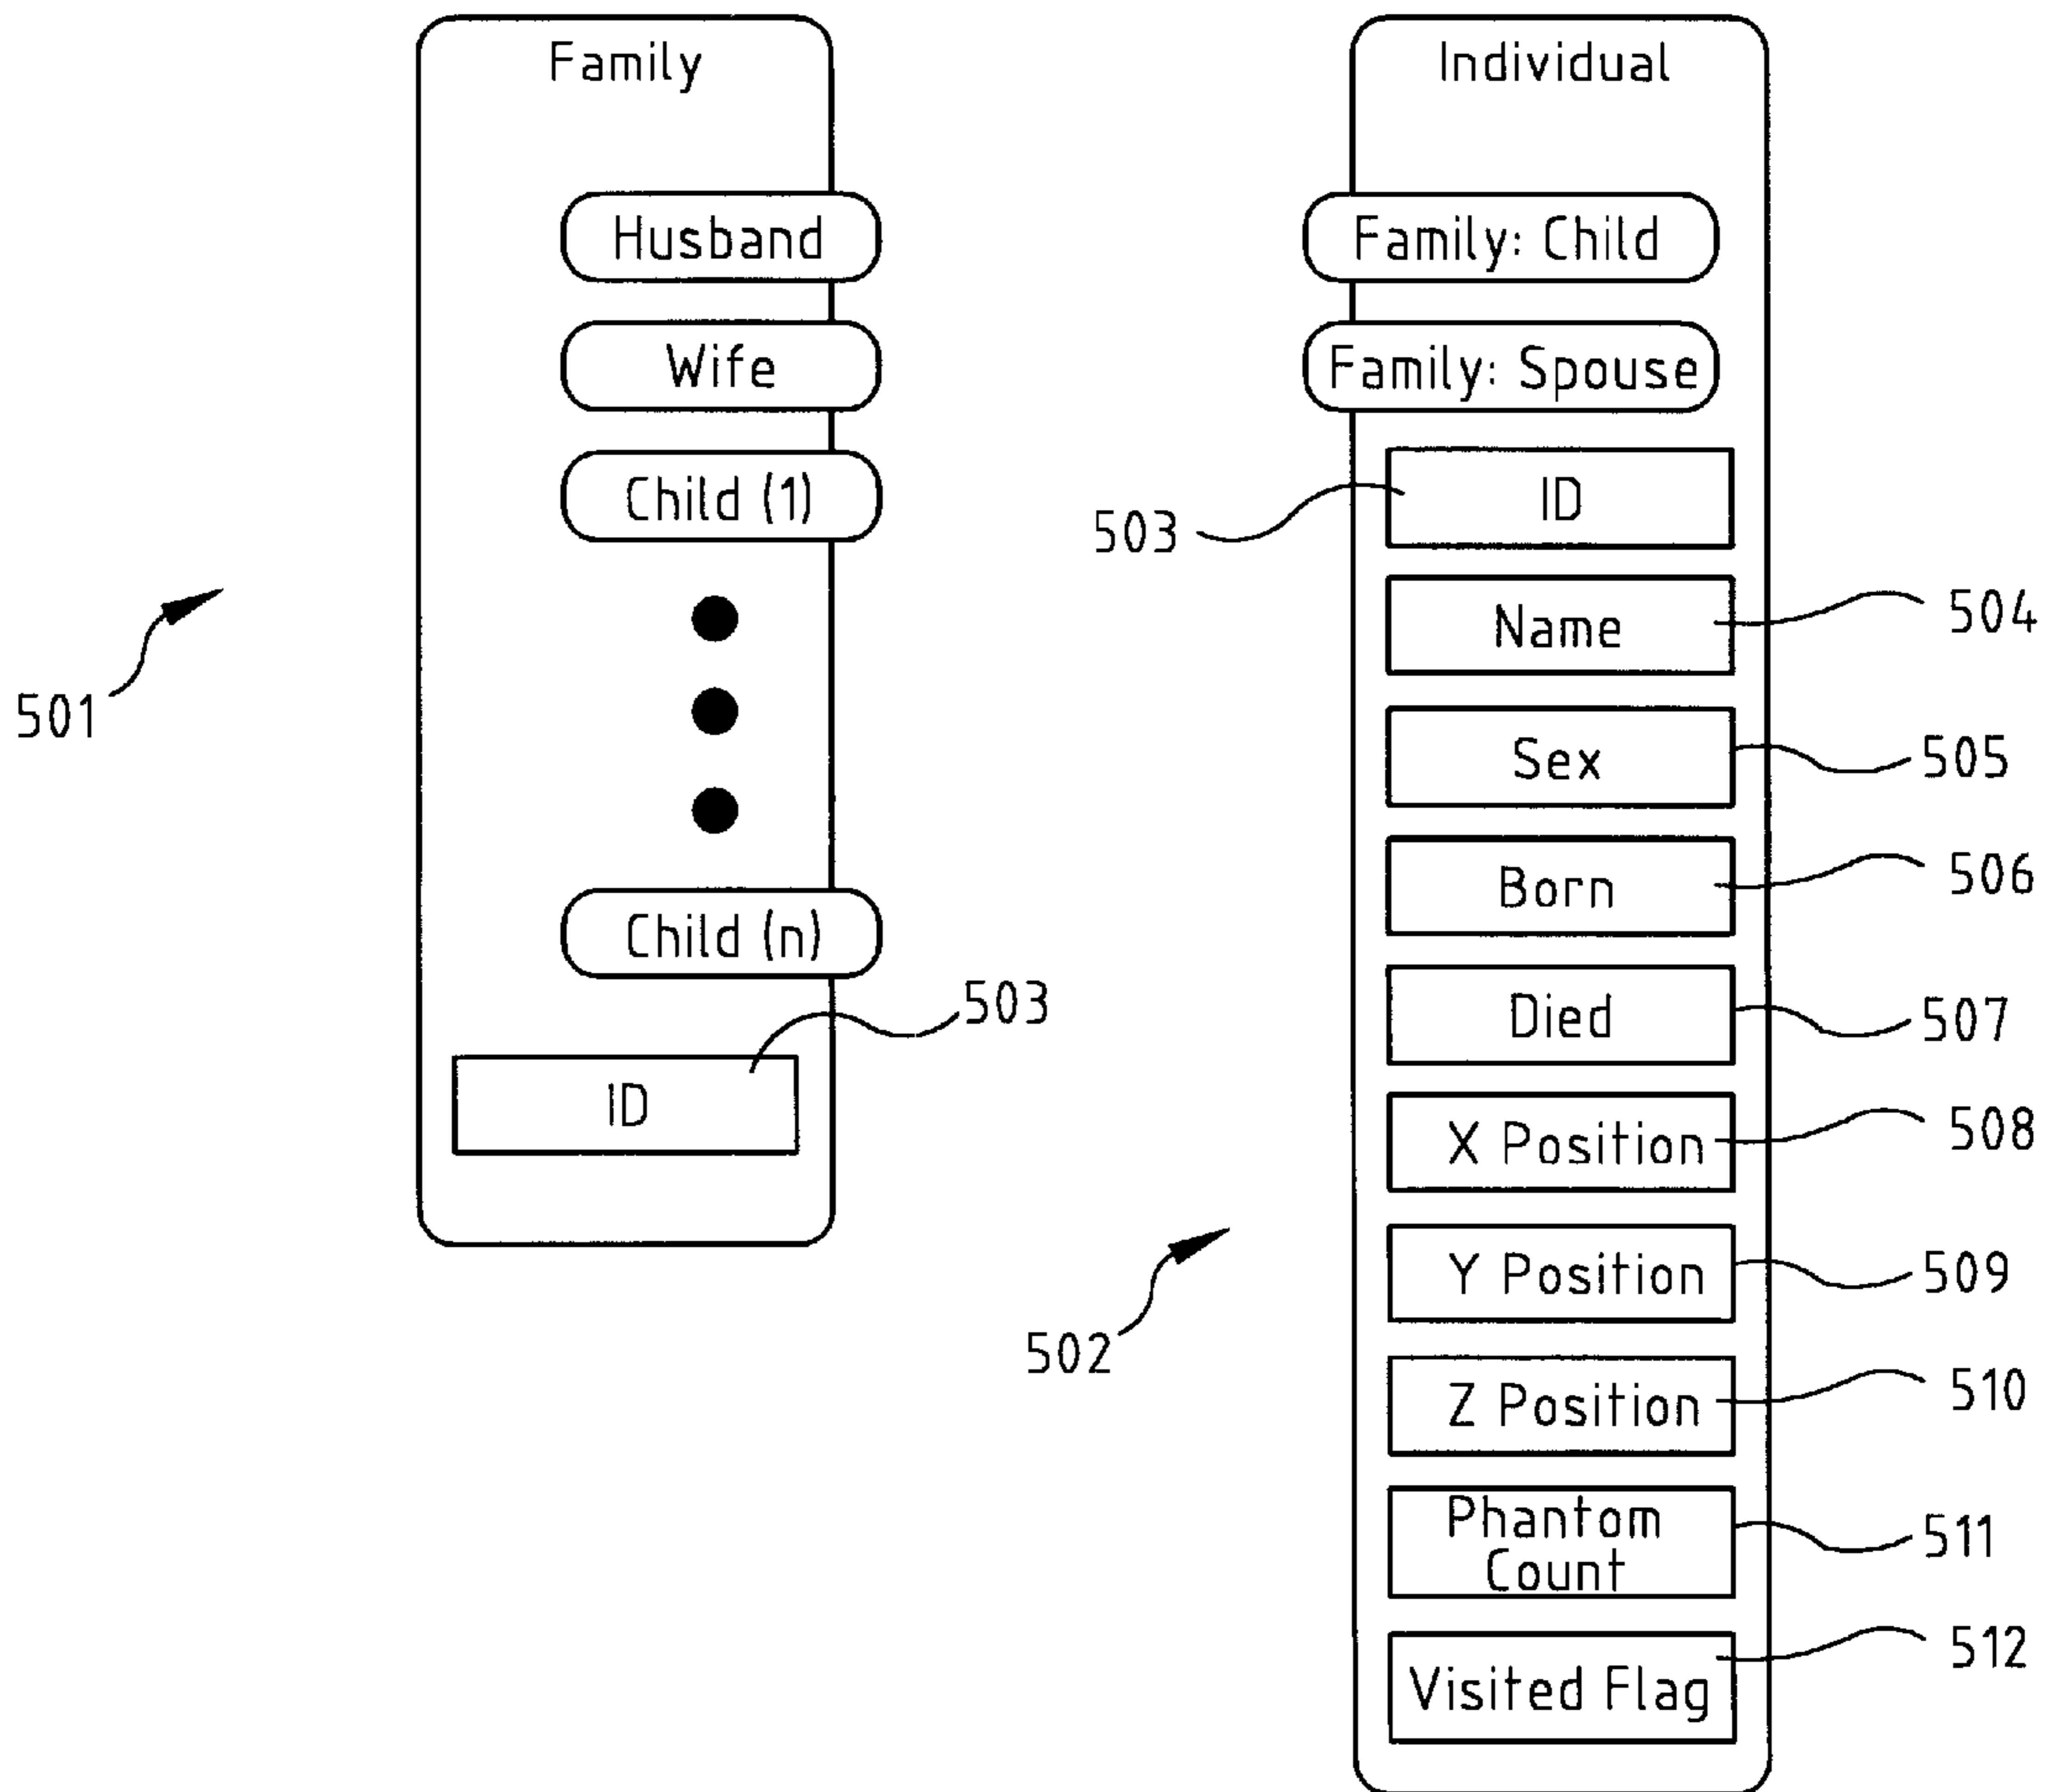 Family
Husband
Wife
Child (1)
501
Child (n)
503
ID
Individual
Family: Child
Family: Spouse
503
ID
Name
504
Sex
505
Born
506
Died
507
X Position
508
502
Y Position
509
Z Position
510
Phantom
Count
511
Visited Flag
512